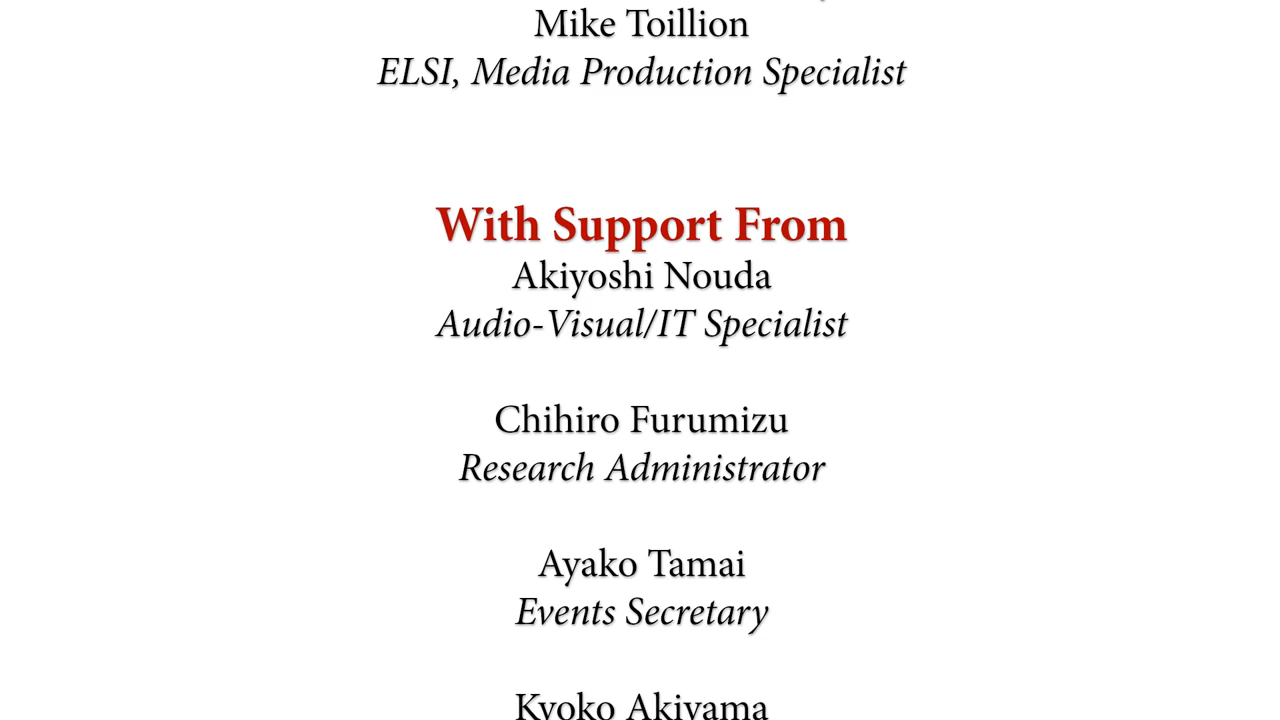 Mike Toillion
ELSI, Media Production Specialist
With Support From
Akiyoshi Nouda
Audio-Visual/IT Specialist
Chihiro Furumizu
Research Administrator
Ayako Tamai
Events Secretary
Kyoko Akiyama